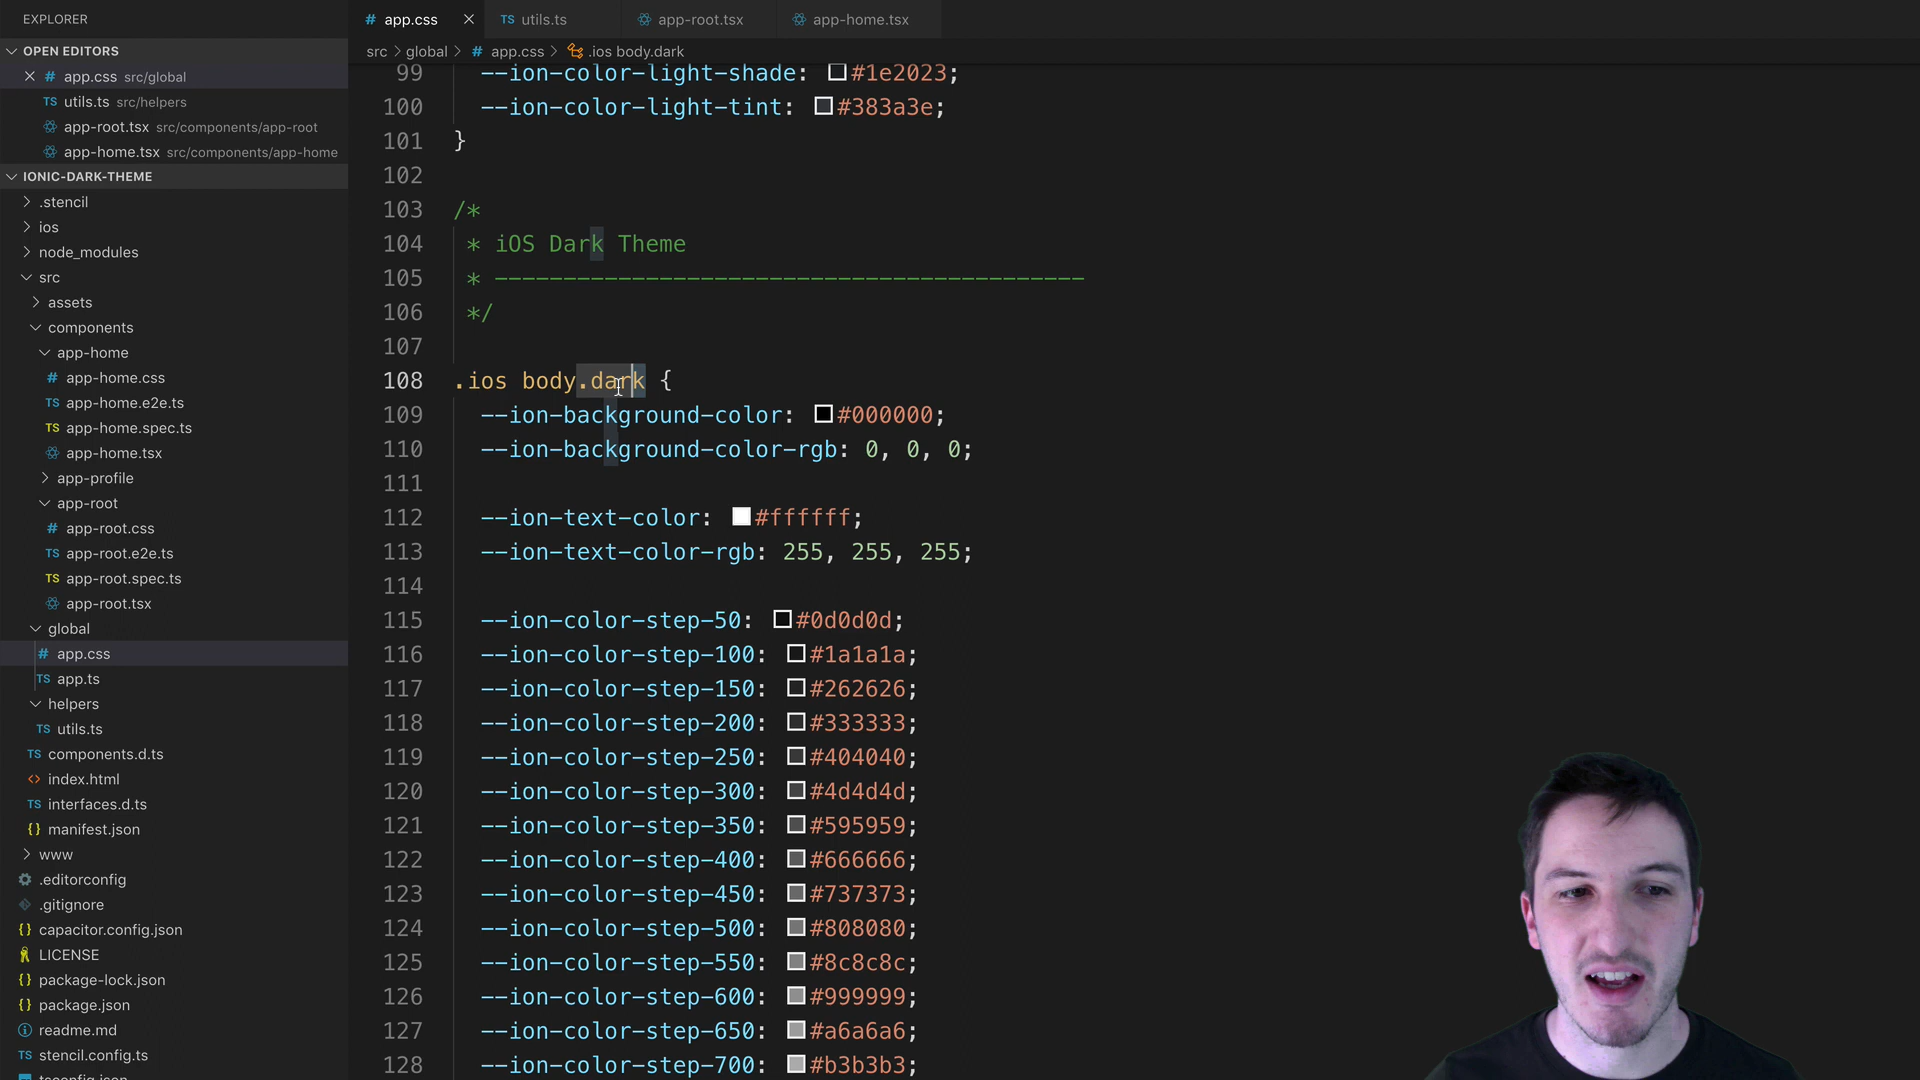 EXPLORER
OPEN EDITORS
app.css src/global
TS utils.ts src/helpers
app-root.tsx src/components/app-root
app-home.tsx src/components/app-home
IONIC-DARK-THEME
.stencil
ios
node_modules
src
assets
components
app-home
app-home.css
TS app-home.e2e.ts
TS app-home.spec.ts
app-home.tsx
app-profile
app-root
app-root.css
TS app-root.e2e.ts
TS app-root.spec.ts
app-root.tsx
global
# app.css
TS app.ts
helpers
TS utils.ts
TS components.d.ts
<> index.html
TS interfaces.d.ts
{} manifest.json
www
.editorconfig
.gitignore
{} capacitor.config.json
LICENSE
{} package-lock.json
{} package.json
readme.md
TS stencil.config.ts
tsconfig.json
# app.css
TS utils.ts
app-root.tsx
app-home.tsx
src > global > # app.css > .ios body.dark
99 --ion-color-light-shade: #1e2023;
100 --ion-color-light-tint: #383a3e;
101 }
102
103 /*
104 * iOS Dark Theme
105 * -------------------------------------------
106 */
107
108 .ios body.dark {
109 --ion-background-color: #000000;
110 --ion-background-color-rgb: 0, 0, 0;
111
112 --ion-text-color: #ffffff;
113 --ion-text-color-rgb: 255, 255, 255;
114
115 --ion-color-step-50: #0d0d0d;
116 --ion-color-step-100: #1a1a1a;
117 --ion-color-step-150: #262626;
118 --ion-color-step-200: #333333;
119 --ion-color-step-250: #404040;
120 --ion-color-step-300: #4d4d4d;
121 --ion-color-step-350: #595959;
122 --ion-color-step-400: #666666;
123 --ion-color-step-450: #737373;
124 --ion-color-step-500: #808080;
125 --ion-color-step-550: #8c8c8c;
126 --ion-color-step-600: #999999;
127 --ion-color-step-650: #a6a6a6;
128 --ion-color-step-700: #b3b3b3;